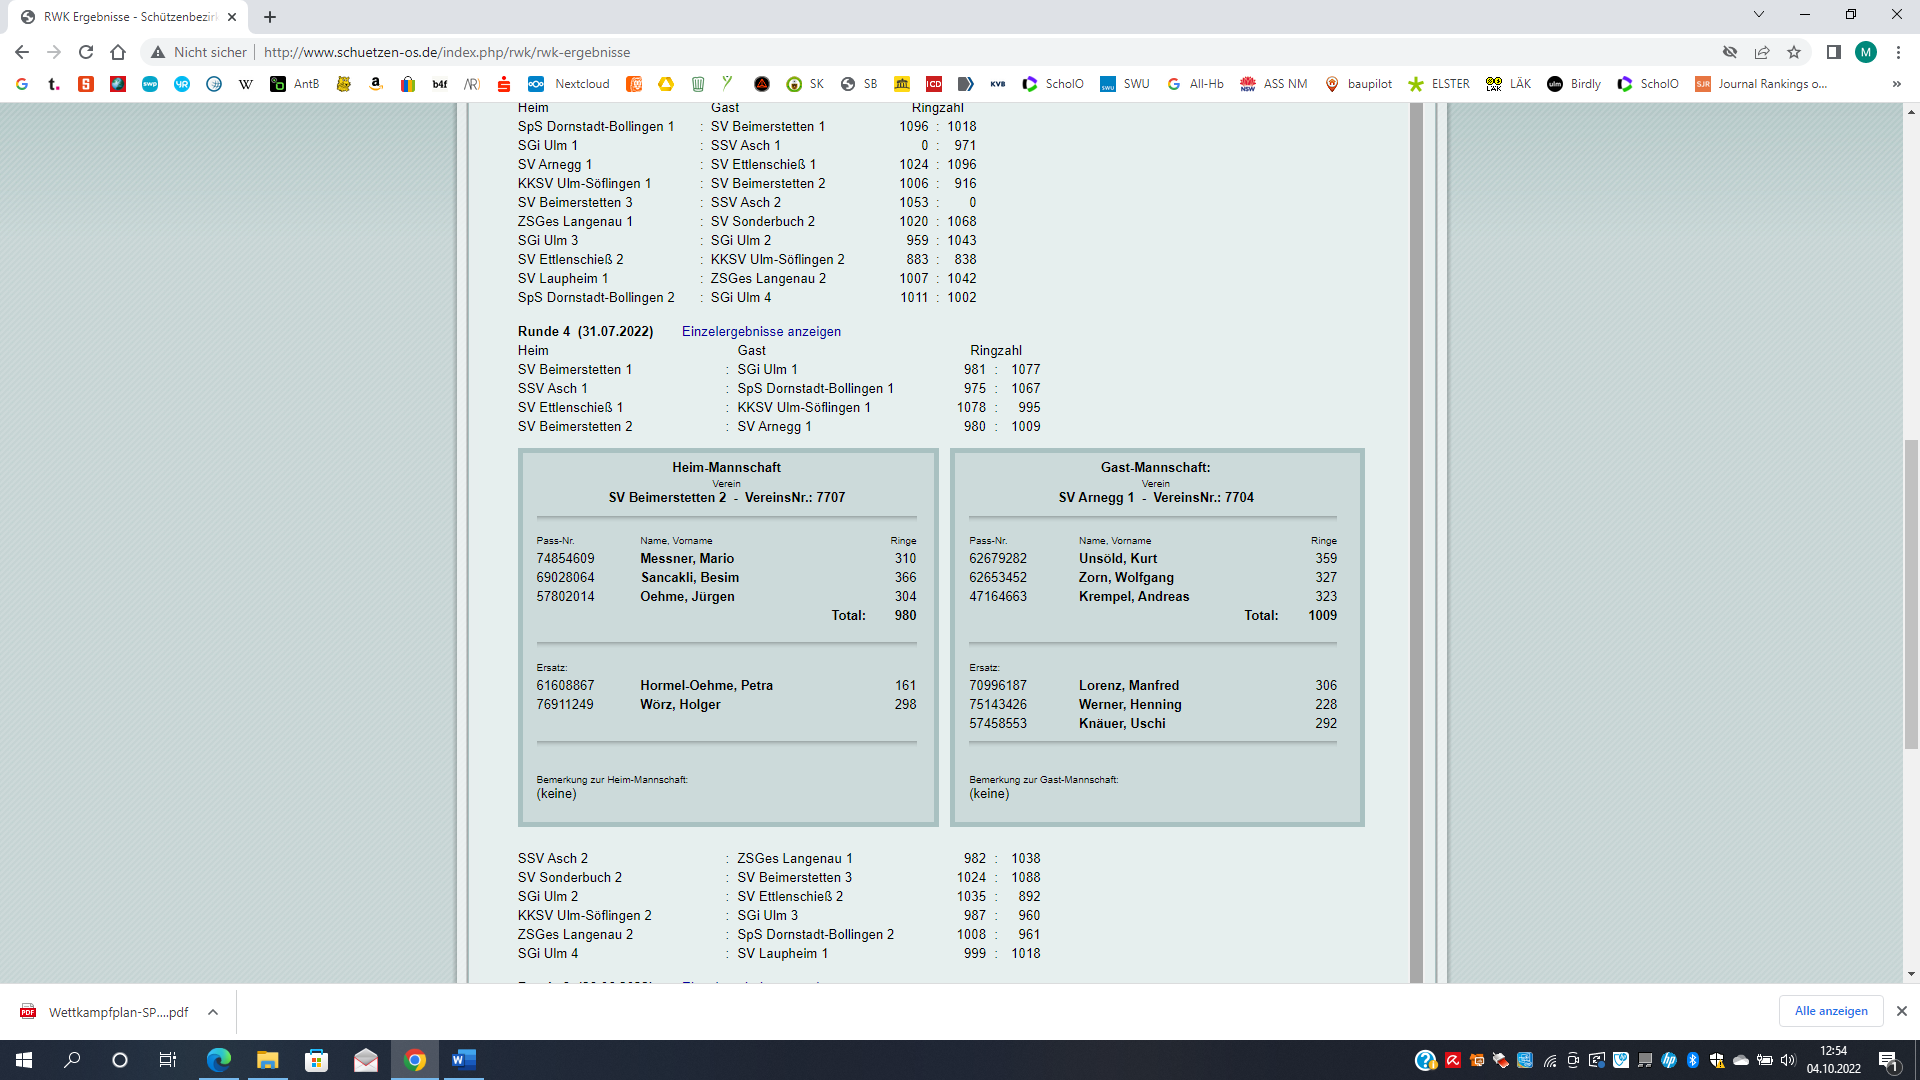 RWK Ergebnisse - Schützenbezir
Nicht sicher | http://www.schuetzen-os.de/index.php/rwk/rwk-ergebnisse
M
AntB b4f Nextcloud SK SB ICD KVB ScholO SWU All-Hb ASS NM baupilot ELSTER LÄK Birdly ScholO Journal Rankings o... »
Heim Gast Ringzahl
SpS Dornstadt-Bollingen 1 : SV Beimerstetten 1 1096 : 1018
SGi Ulm 1 : SSV Asch 1 0 : 971
SV Arnegg 1 : SV Ettlenschieß 1 1024 : 1096
KKSV Ulm-Söflingen 1 : SV Beimerstetten 2 1006 : 916
SV Beimerstetten 3 : SSV Asch 2 1053 : 0
ZSGes Langenau 1 : SV Sonderbuch 2 1020 : 1068
SGi Ulm 3 : SGi Ulm 2 959 : 1043
SV Ettlenschieß 2 : KKSV Ulm-Söflingen 2 883 : 838
SV Laupheim 1 : ZSGes Langenau 2 1007 : 1042
SpS Dornstadt-Bollingen 2 : SGi Ulm 4 1011 : 1002
Runde 4 (31.07.2022) Einzelergebnisse anzeigen
Heim Gast Ringzahl
SV Beimerstetten 1 : SGi Ulm 1 981 : 1077
SSV Asch 1 : SpS Dornstadt-Bollingen 1 975 : 1067
SV Ettlenschieß 1 : KKSV Ulm-Söflingen 1 1078 : 995
SV Beimerstetten 2 : SV Arnegg 1 980 : 1009
Heim-Mannschaft
Verein
SV Beimerstetten 2 - VereinsNr.: 7707
Pass-Nr. Name, Vorname Ringe
74854609 Messner, Mario 310
69028064 Sancakli, Besim 366
57802014 Oehme, Jürgen 304
Total: 980
Ersatz:
61608867 Hormel-Oehme, Petra 161
76911249 Wörz, Holger 298
Bemerkung zur Heim-Mannschaft:
(keine)
Gast-Mannschaft:
Verein
SV Arnegg 1 - VereinsNr.: 7704
Pass-Nr. Name, Vorname Ringe
62679282 Unsöld, Kurt 359
62653452 Zorn, Wolfgang 327
47164663 Krempel, Andreas 323
Total: 1009
Ersatz:
70996187 Lorenz, Manfred 306
75143426 Werner, Henning 228
57458553 Knäuer, Uschi 292
Bemerkung zur Gast-Mannschaft:
(keine)
SSV Asch 2 : ZSGes Langenau 1 982 : 1038
SV Sonderbuch 2 : SV Beimerstetten 3 1024 : 1088
SGi Ulm 2 : SV Ettlenschieß 2 1035 : 892
KKSV Ulm-Söflingen 2 : SGi Ulm 3 987 : 960
ZSGes Langenau 2 : SpS Dornstadt-Bollingen 2 1008 : 961
SGi Ulm 4 : SV Laupheim 1 999 : 1018
PDF Wettkampfplan-SP....pdf
Alle anzeigen
12:54
04.10.2022
1